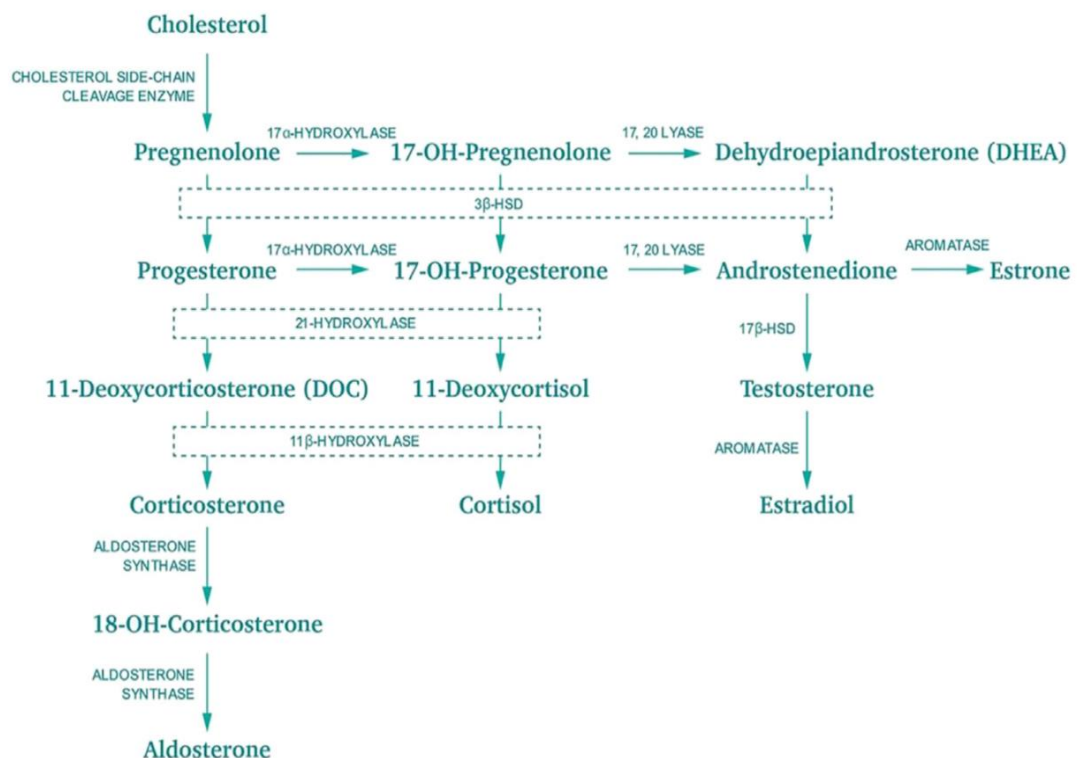 Cholesterol
CHOLESTEROL SIDE-CHAIN
CLEAVAGE ENZYME
17α-HYDROXYLASE
17, 20 LYASE
Pregnenolone
17-OH-Pregnenolone
Dehydroepiandrosterone (DHEA)
3β-HSD
17α-HYDROXYLASE
17, 20 LYASE
AROMATASE
Progesterone
17-OH-Progesterone
Androstenedione
Estrone
21-HYDROXYLASE
17β-HSD
11-Deoxycorticosterone (DOC)
11-Deoxycortisol
Testosterone
11β-HYDROXYLASE
AROMATASE
Corticosterone
Cortisol
Estradiol
ALDOSTERONE
SYNTHASE
18-OH-Corticosterone
ALDOSTERONE
SYNTHASE
Aldosterone